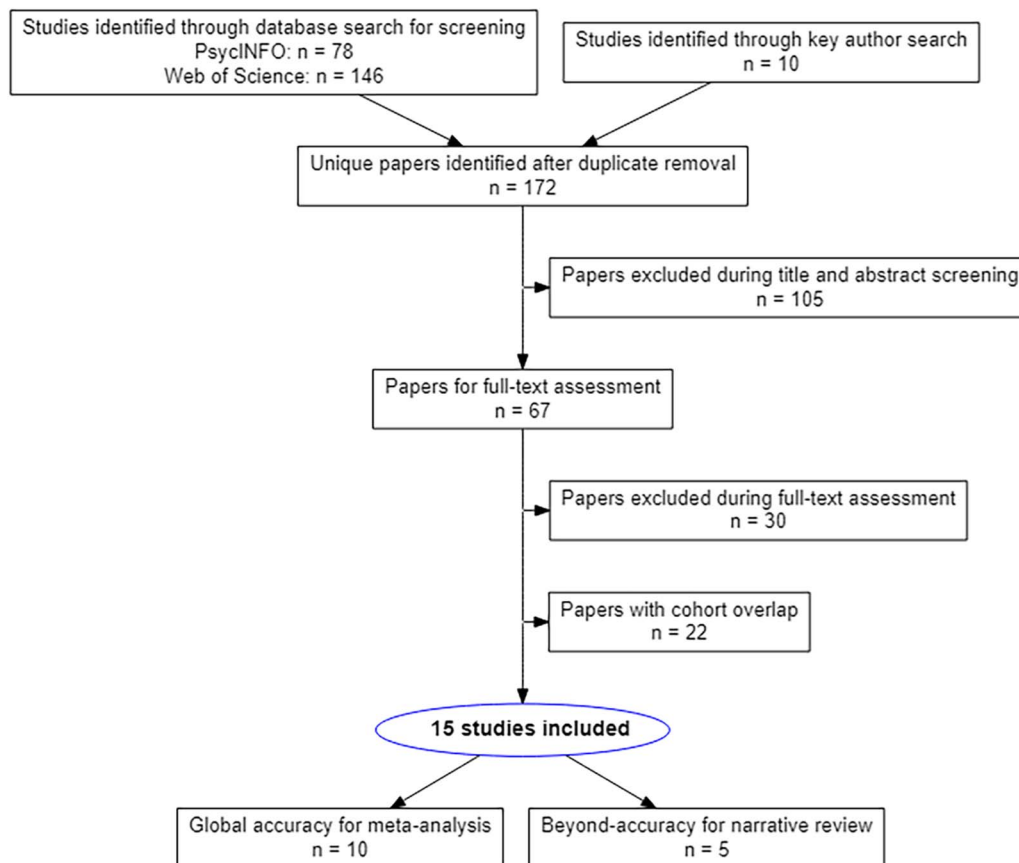 Studies identified through database search for screening
PsycINFO: n = 78
Web of Science: n = 146
Studies identified through key author search
n = 10
Unique papers identified after duplicate removal
n = 172
Papers excluded during title and abstract screening
n = 105
Papers for full-text assessment
n = 67
Papers excluded during full-text assessment
n = 30
Papers with cohort overlap
n = 22
15 studies included
Global accuracy for meta-analysis
n = 10
Beyond-accuracy for narrative review
n = 5